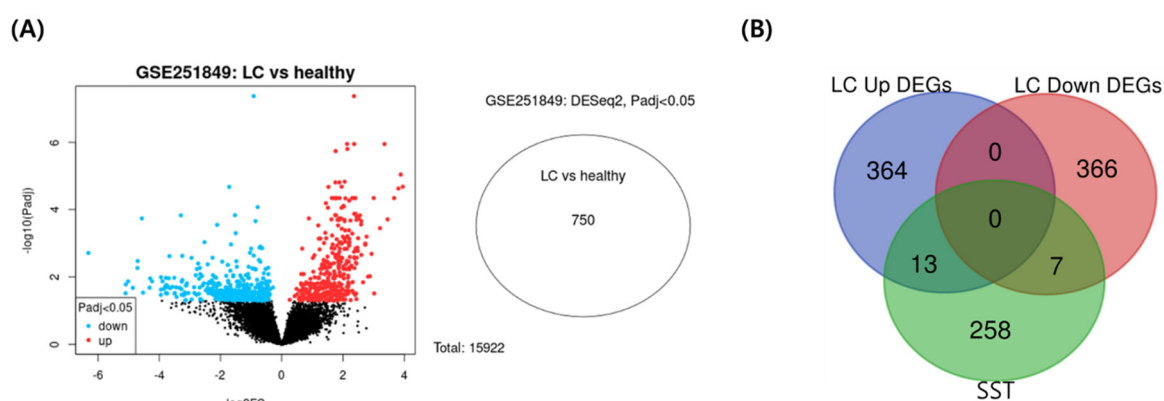 (A)
GSE251849: LC vs healthy
-log10(Padj)
6
4
2
0
Padj<0.05
down
up
-6
-4
-2
0
2
4
GSE251849: DESeq2, Padj<0.05
LC vs healthy
750
Total: 15922
(B)
LC Up DEGs
LC Down DEGs
364
0
366
0
13
7
258
SST